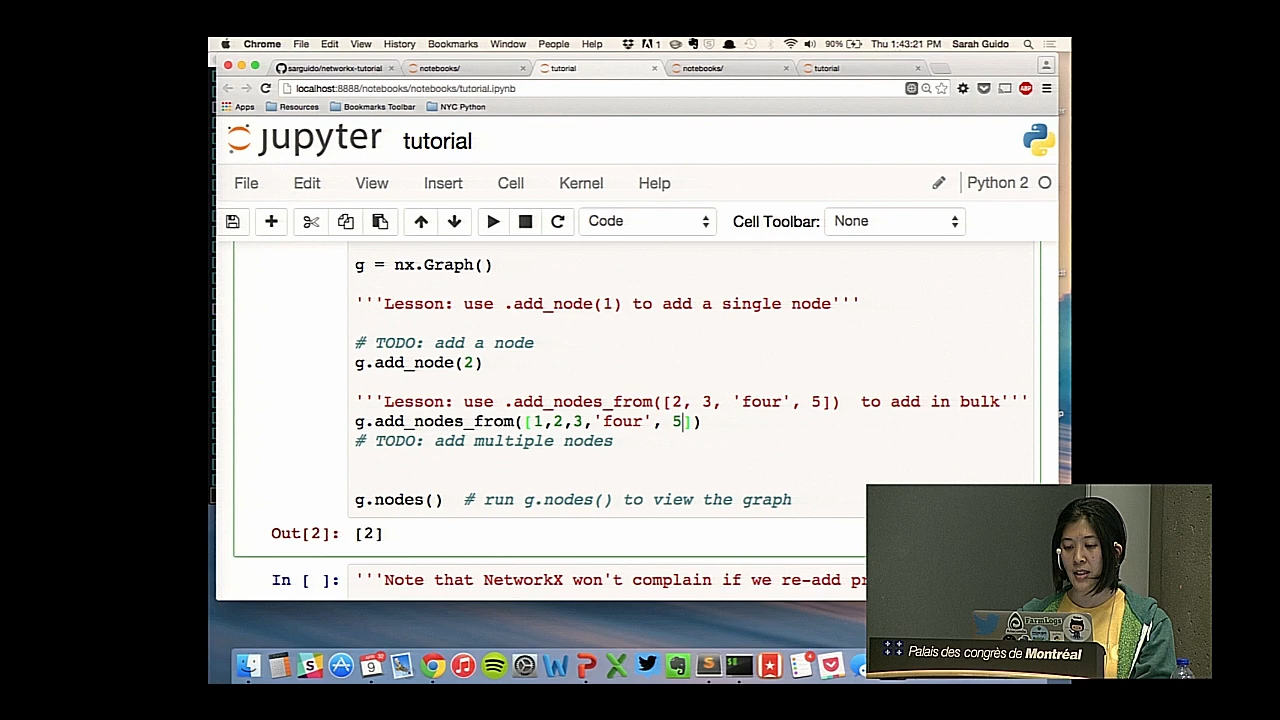 Chrome File Edit View History Bookmarks Window People Help 1 90% Thu 1:43:21 PM Sarah Guido
sarguido/networkx-tutorial notebooks/ tutorial notebooks/ tutorial
localhost:8888/notebooks/notebooks/tutorial.ipynb ABP
Apps Resources Bookmarks Toolbar NYC Python
jupyter tutorial
File Edit View Insert Cell Kernel Help Python 2
Code Cell Toolbar: None
g = nx.Graph()
'''Lesson: use .add_node(1) to add a single node'''
# TODO: add a node
g.add_node(2)
'''Lesson: use .add_nodes_from([2, 3, 'four', 5]) to add in bulk'''
g.add_nodes_from([1,2,3,'four', 5])
# TODO: add multiple nodes
g.nodes() # run g.nodes() to view the graph
Out[2]: [2]
In [ ]: '''Note that NetworkX won't complain if we re-add pr
FarmLogs
Palais des congrès de Montréal
9